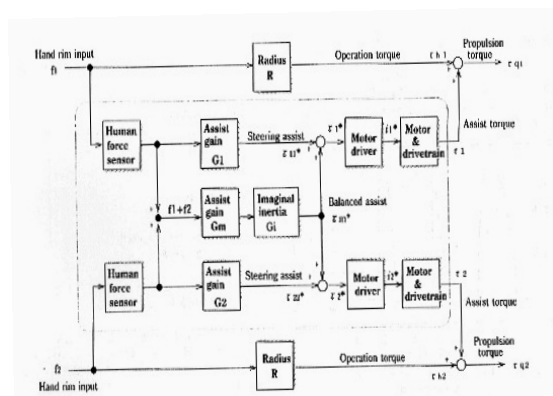 Hand rim input
f1
Radius
R
Operation torque
τ h 1
Propulsion
torque
τ q1
Human
force
sensor
Assist
gain
G1
Steering assist
τ 1*
Motor
driver
i1*
Motor
&
drivetrain
τ 1
Assist torque
f1+f2
Assist
gain
Gm
Imaginal
inertia
Gi
Balanced assist
τ m*
Human
force
sensor
Assist
gain
G2
Steering assist
τ 2*
Motor
driver
i2*
Motor
&
drivetrain
τ 2
Assist torque
f2
Hand rim input
Radius
R
Operation torque
τ h2
Propulsion
torque
τ q2